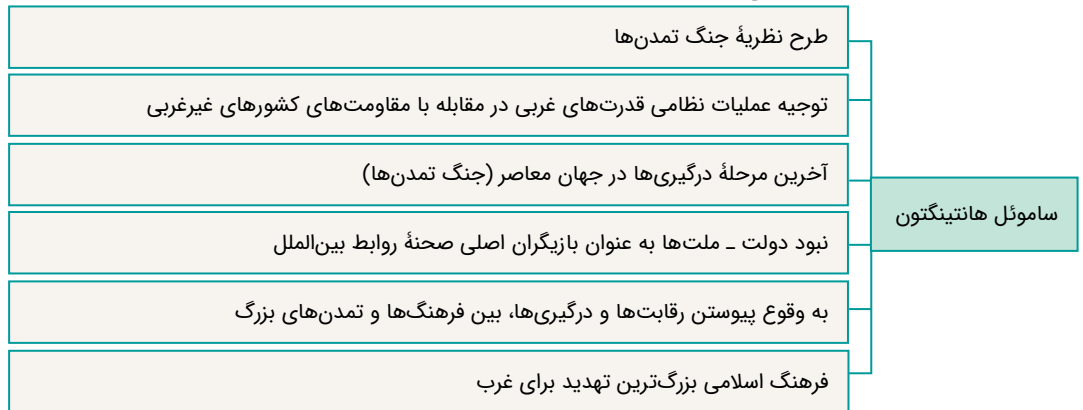 طرح نظریهٔ جنگ تمدن‌ها
توجیه عملیات نظامی قدرت‌های غربی در مقابله با مقاومت‌های کشورهای غیرغربی
آخرین مرحلهٔ درگیری‌ها در جهان معاصر (جنگ تمدن‌ها)
ساموئل هانتینگتون
نبود دولت ـ ملت‌ها به عنوان بازیگران اصلی صحنهٔ روابط بین‌الملل
به وقوع پیوستن رقابت‌ها و درگیری‌ها، بین فرهنگ‌ها و تمدن‌های بزرگ
فرهنگ اسلامی بزرگ‌ترین تهدید برای غرب